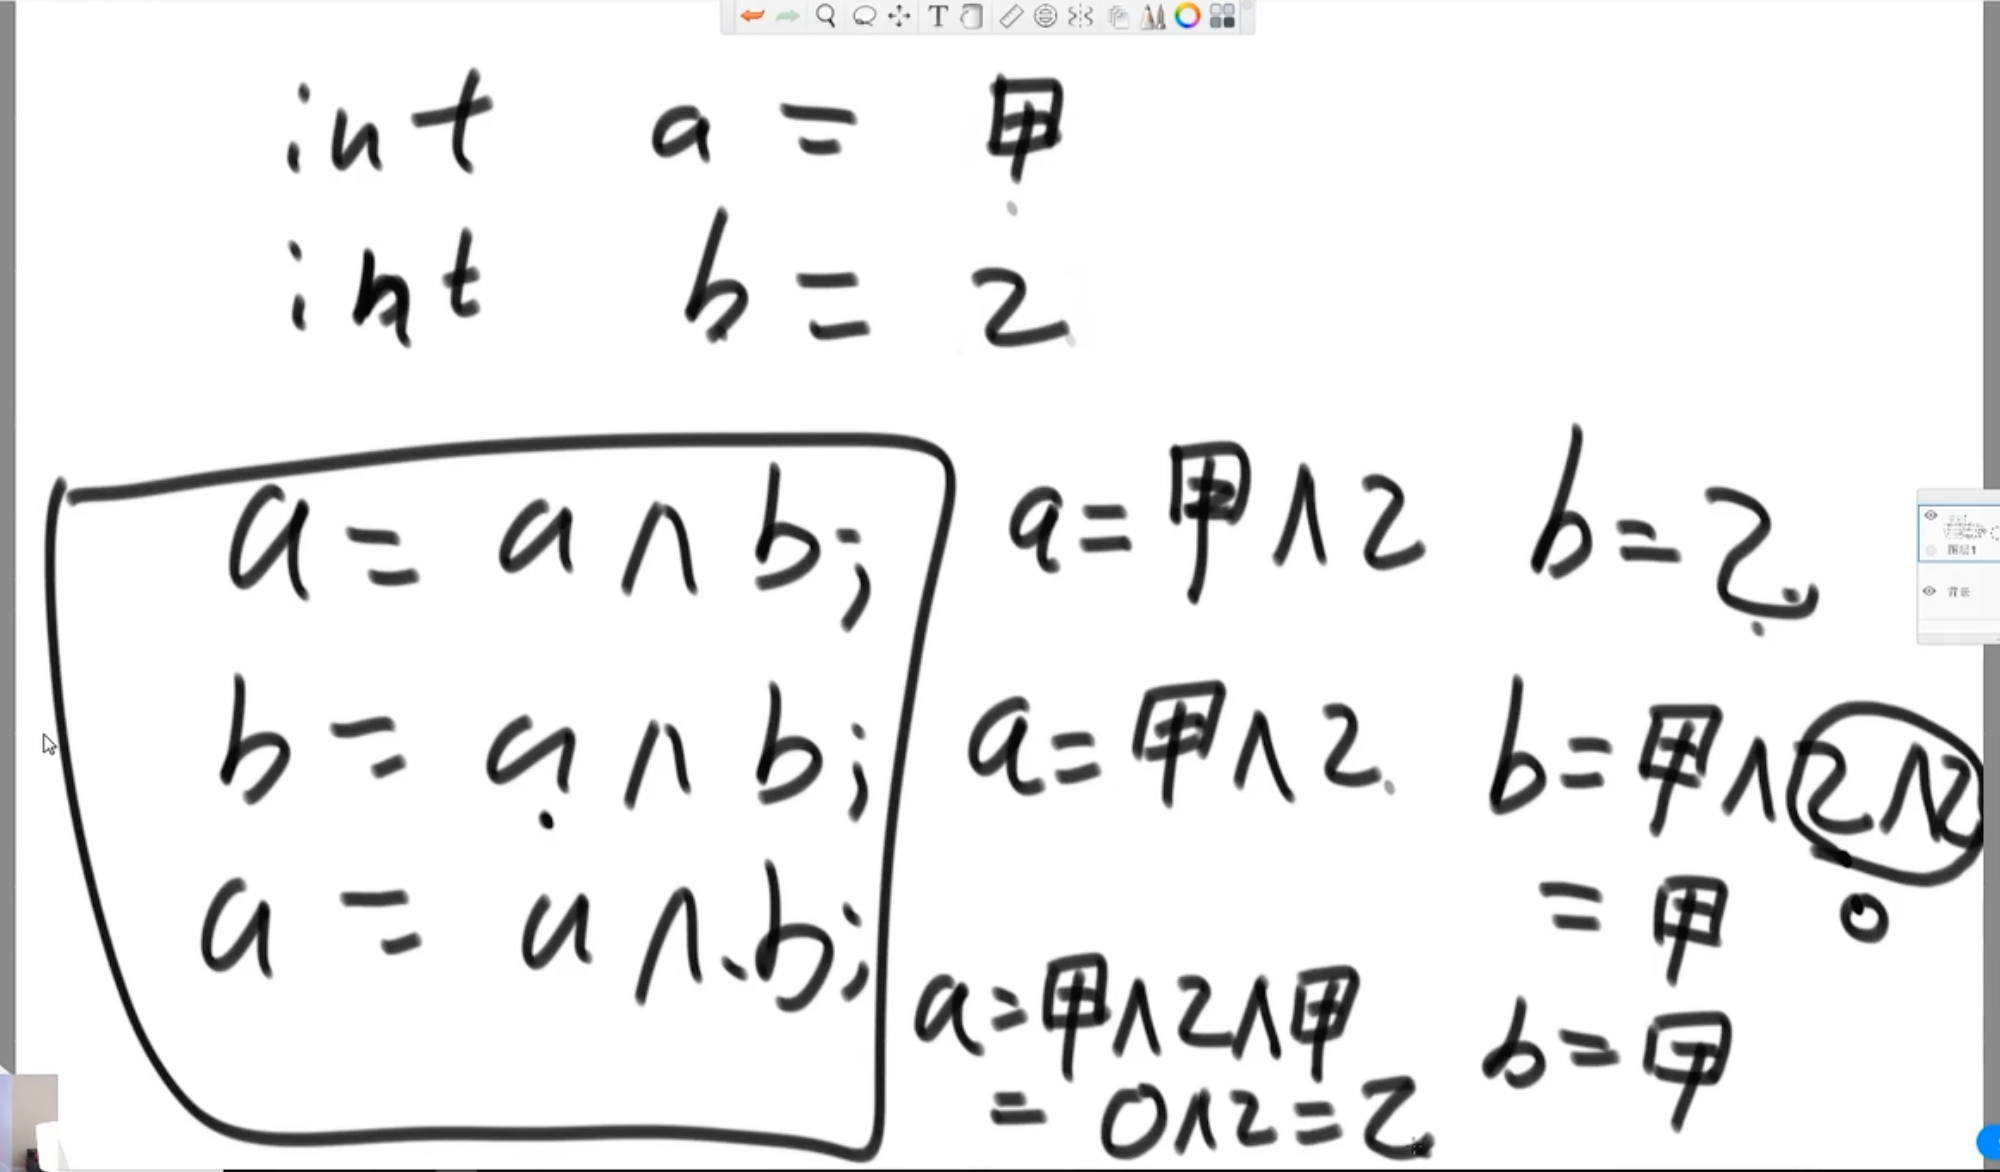 int a = 甲
int b = 乙
a = a ^ b; a = 甲 ^ 乙 b = 乙
b = a ^ b; a = 甲 ^ 乙 b = 甲 ^ 乙 ^ 乙
= 甲 0
a = a ^ b; a = 甲 ^ 乙 ^ 甲 b = 甲
= 0 ^ 乙 = 乙
图层1
背景